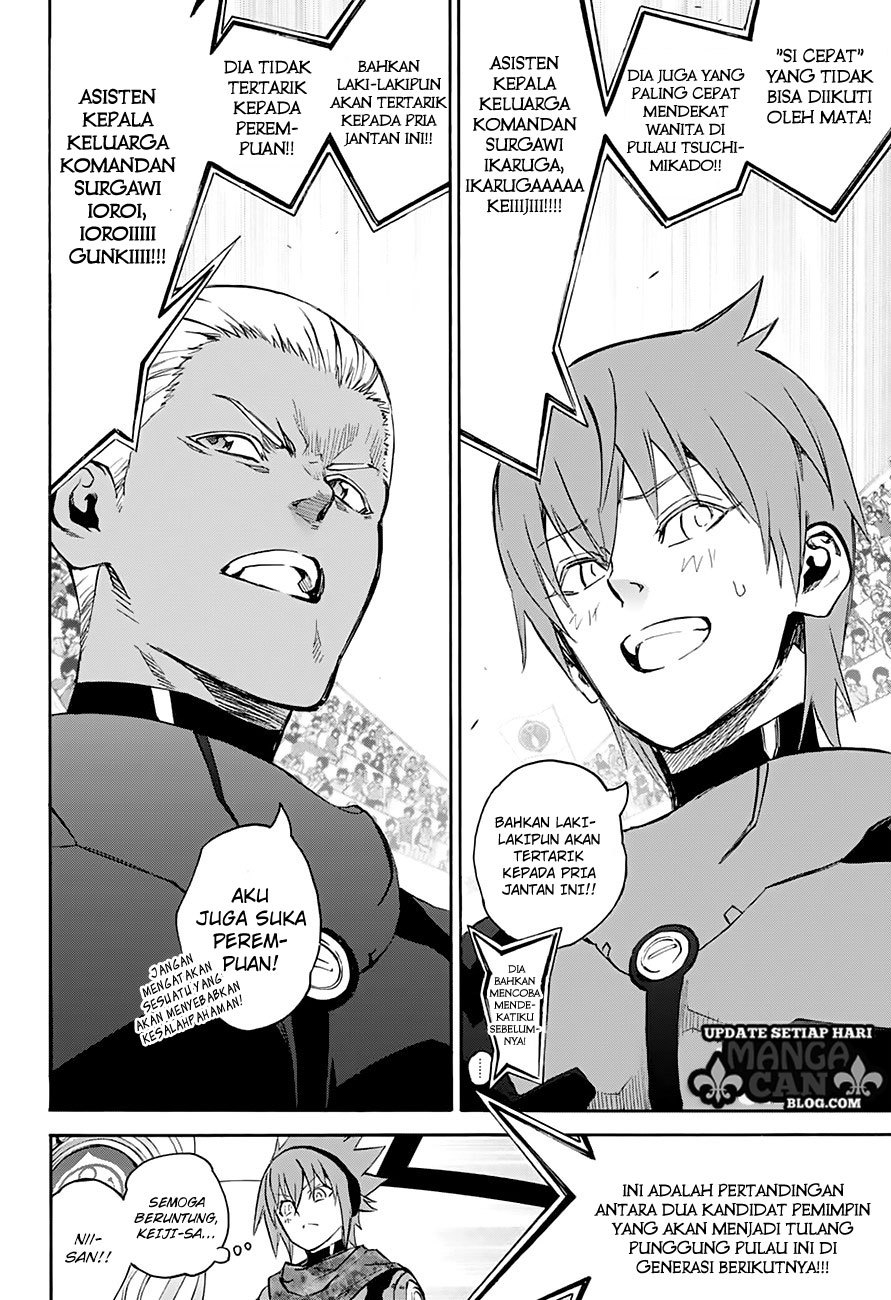 "SI CEPAT"
YANG TIDAK
BISA DIIKUTI
OLEH MATA!
DIA JUGA YANG
PALING CEPAT
MENDEKAT
WANITA DI
PULAU TSUCHI-
MIKADO!!
ASISTEN
KEPALA
KELUARGA
KOMANDAN
SURGAWI
IKARUGA,
IKARUGAAAAA
KEIIIJIII!!!!
BAHKAN LAKI-
LAKIPUN AKAN
TERTARIK
KEPADA PRIA
JANTAN INI!!
DIA
BAHKAN
MENCOBA
MENDE-
KATIKU
SEBELUM-
NYA!
......
BAHKAN
LAKI-LAKIPUN
AKAN TERTARIK
KEPADA PRIA
JANTAN INI!!
DIA TIDAK
TERTARIK
KEPADA
PEREM-
PUAN!!
ASISTEN
KEPALA
KELUARGA
KOMANDAN
SURGAWI
IOROI,
IOROIIIII
GUNKIIII!!!
AKU
JUGA SUKA
PEREM-
PUAN!
JANGAN
MENGATAKAN
SESUATU YANG
AKAN MENYEBABKAN
KESALAHPAHAMAN!
UPDATE SETIAP HARI
MANGA
CAN
BLOG.COM
INI ADALAH PERTANDINGAN
ANTARA DUA KANDIDAT PEMIMPIN
YANG AKAN MENJADI TULANG
PUNGGUNG PULAU INI DI
GENERASI BERIKUTNYA!!!
SEMOGA
BERUNTUNG,
KEIJI-SA...
NII-
SAN!!